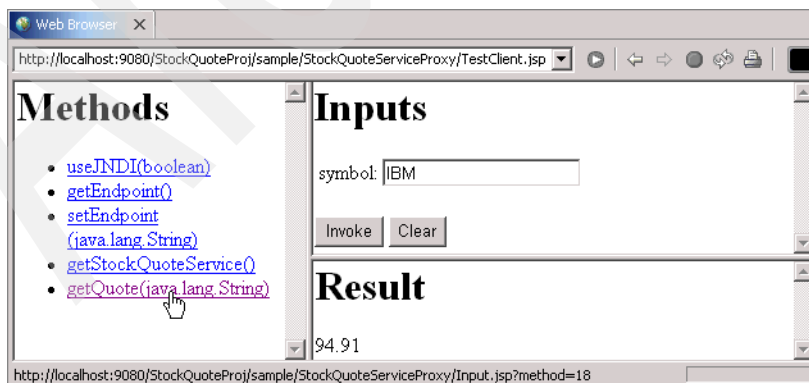 Web Browser X
http://localhost:9080/StockQuoteProj/sample/StockQuoteServiceProxy/TestClient.jsp
Methods
useJNDI(boolean)
getEndpoint()
setEndpoint
(java.lang.String)
getStockQuoteService()
getQuote(java.lang.String)
Inputs
symbol: IBM
Invoke Clear
Result
94.91
http://localhost:9080/StockQuoteProj/sample/StockQuoteServiceProxy/Input.jsp?method=18